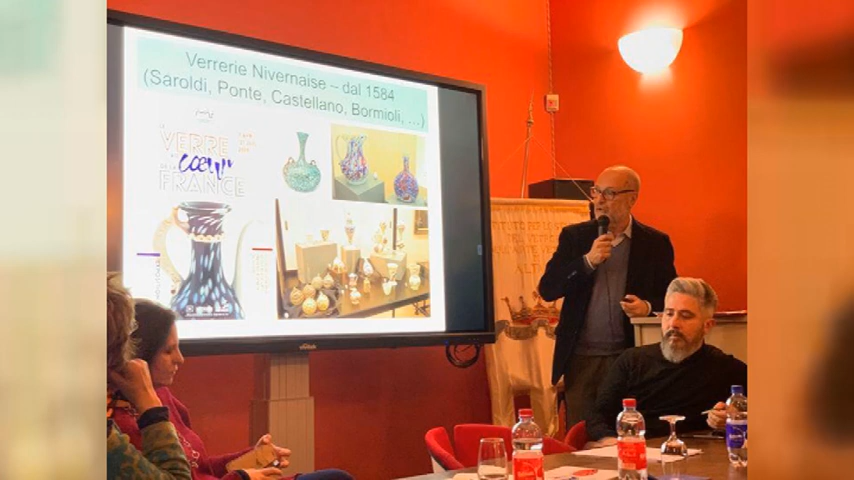 Verrerie Nivernaise – dal 1584
(Saroldi, Ponte, Castellano, Bormioli, …)
VERRE
cœur
FRANCE